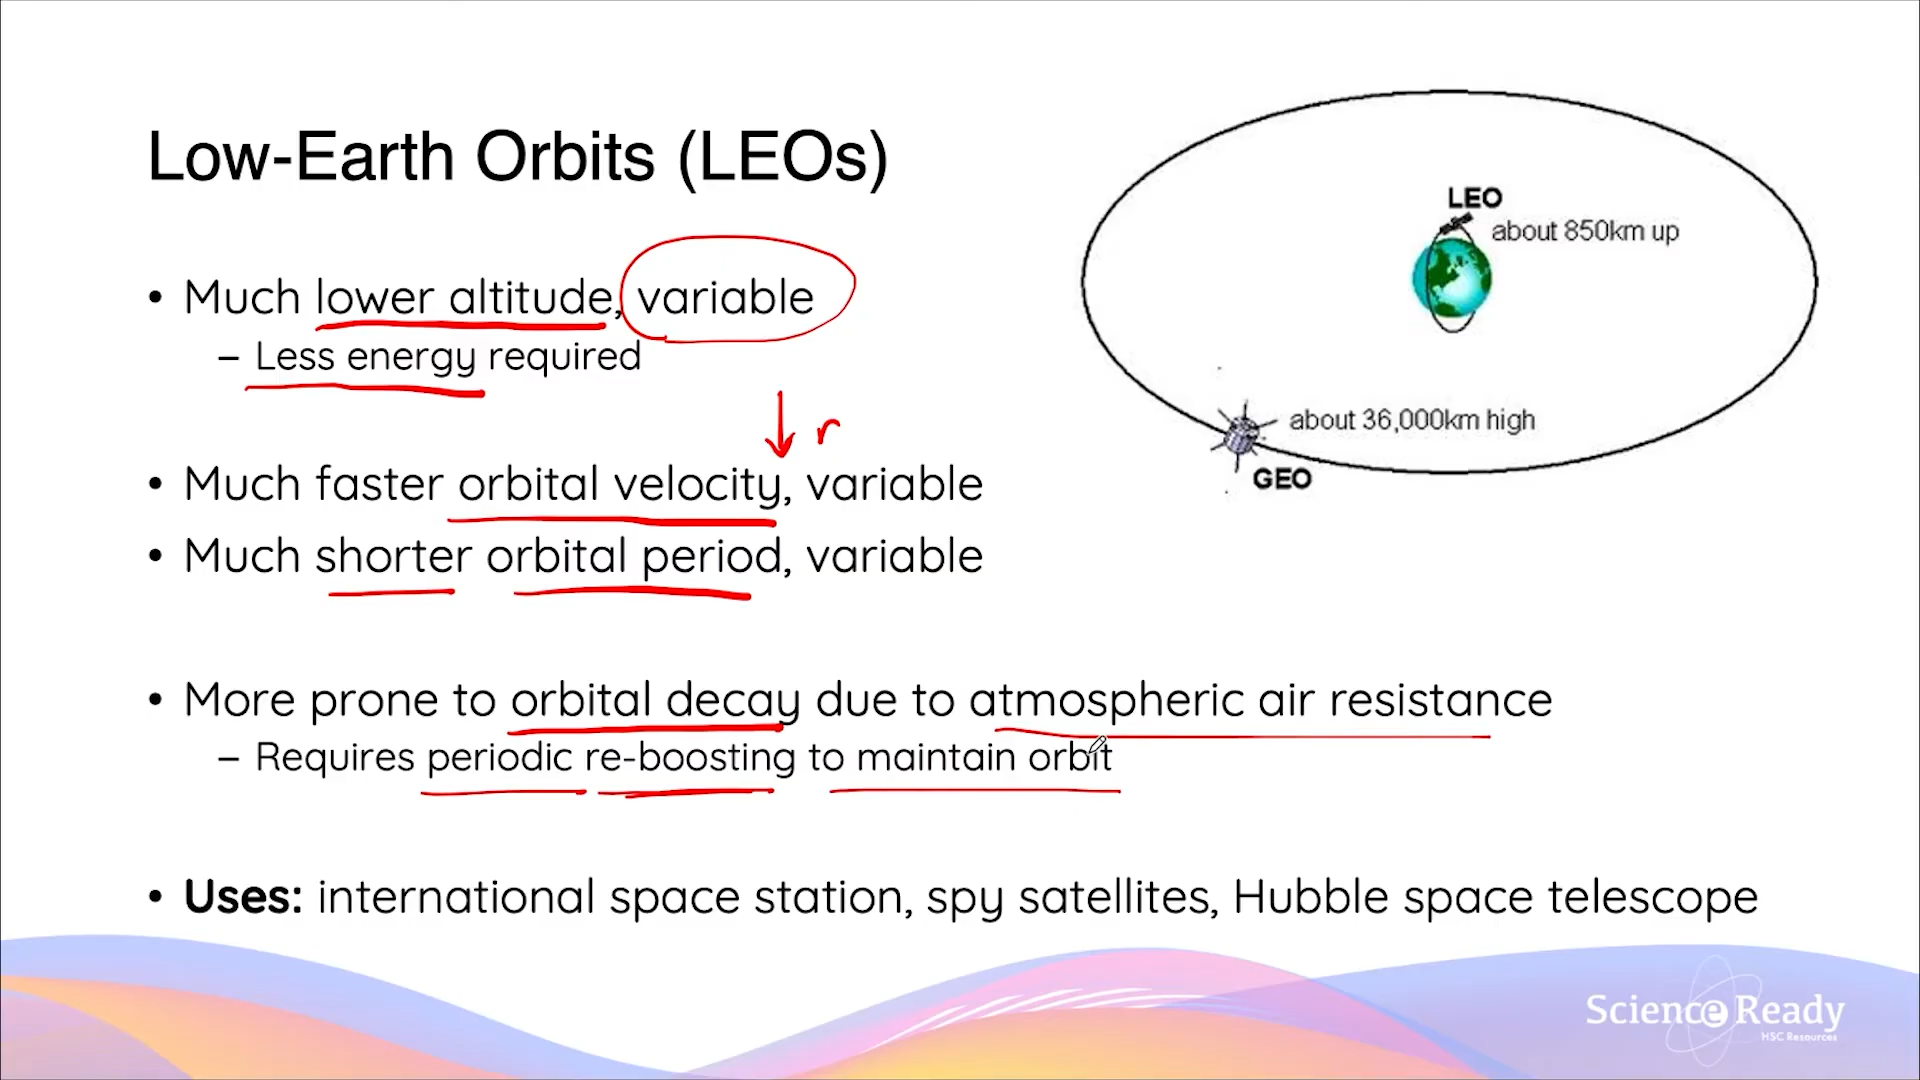 Low-Earth Orbits (LEOs)
• Much lower altitude, variable
– Less energy required
r
• Much faster orbital velocity, variable
• Much shorter orbital period, variable
• More prone to orbital decay due to atmospheric air resistance
– Requires periodic re-boosting to maintain orbit
• Uses: international space station, spy satellites, Hubble space telescope
LEO
about 850km up
about 36,000km high
GEO
Science Ready
HSC Resources